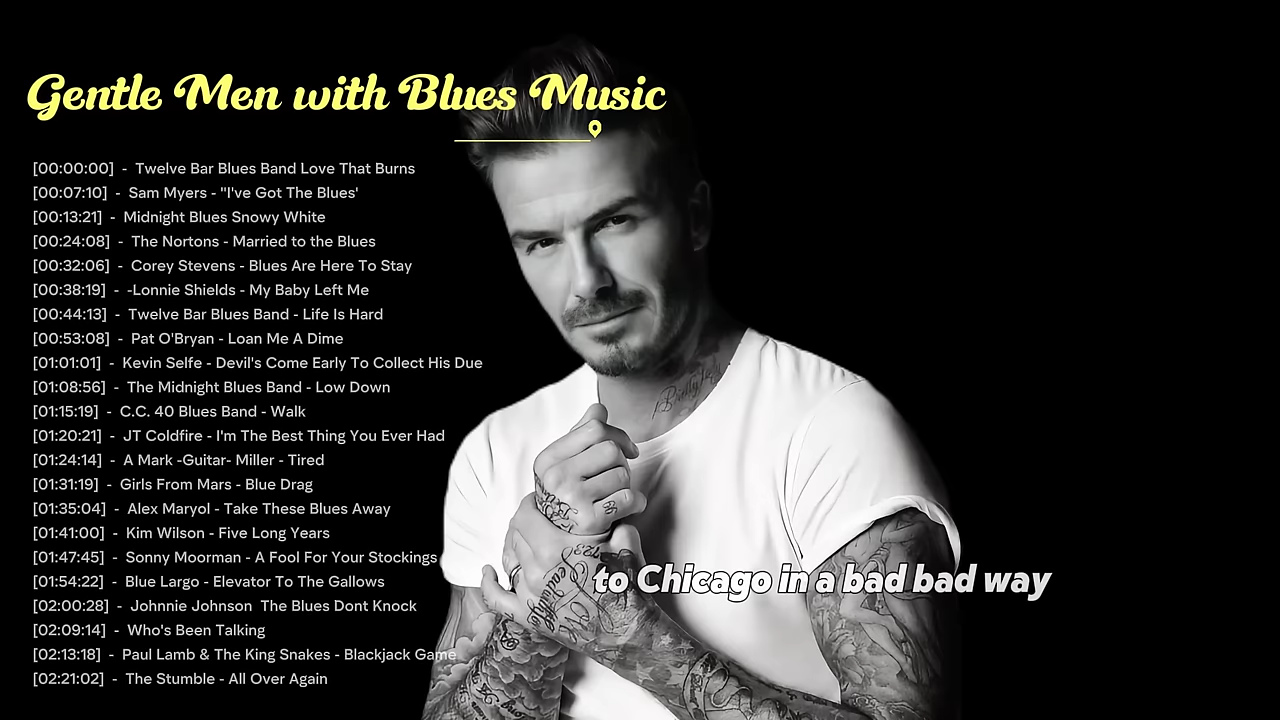 Gentle Men with Blues Music
[00:00:00] - Twelve Bar Blues Band Love That Burns
[00:07:10] - Sam Myers - "I've Got The Blues'
[00:13:21] - Midnight Blues Snowy White
[00:24:08] - The Nortons - Married to the Blues
[00:32:06] - Corey Stevens - Blues Are Here To Stay
[00:38:19] - -Lonnie Shields - My Baby Left Me
[00:44:13] - Twelve Bar Blues Band - Life Is Hard
[00:53:08] - Pat O'Bryan - Loan Me A Dime
[01:01:01] - Kevin Selfe - Devil's Come Early To Collect His Due
[01:08:56] - The Midnight Blues Band - Low Down
[01:15:19] - C.C. 40 Blues Band - Walk
[01:20:21] - JT Coldfire - I'm The Best Thing You Ever Had
[01:24:14] - A Mark -Guitar- Miller - Tired
[01:31:19] - Girls From Mars - Blue Drag
[01:35:04] - Alex Maryol - Take These Blues Away
[01:41:00] - Kim Wilson - Five Long Years
[01:47:45] - Sonny Moorman - A Fool For Your Stockings
[01:54:22] - Blue Largo - Elevator To The Gallows
[02:00:28] - Johnnie Johnson The Blues Dont Knock
[02:09:14] - Who's Been Talking
[02:13:18] - Paul Lamb & The King Snakes - Blackjack Game
[02:21:02] - The Stumble - All Over Again
to Chicago in a bad bad way